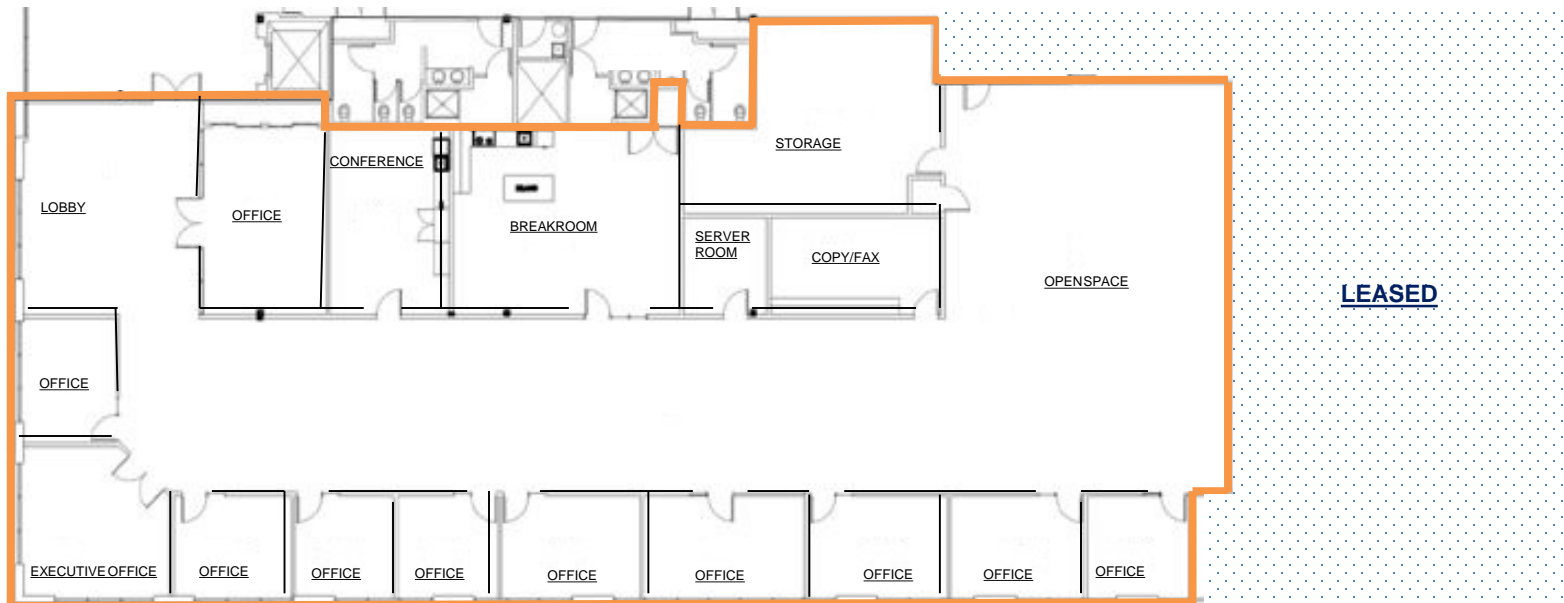 STORAGE
CONFERENCE
LOBBY
OFFICE
BREAKROOM
SERVER
ROOM
COPY/FAX
OPENSPACE
LEASED
OFFICE
EXECUTIVE OFFICE
OFFICE
OFFICE
OFFICE
OFFICE
OFFICE
OFFICE
OFFICE
OFFICE